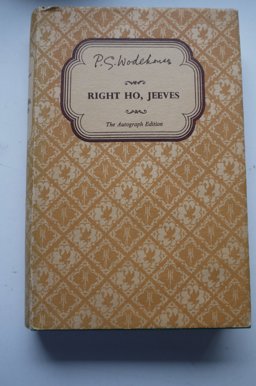 P. G. Wodehouse
RIGHT HO, JEEVES
The Autograph Edition